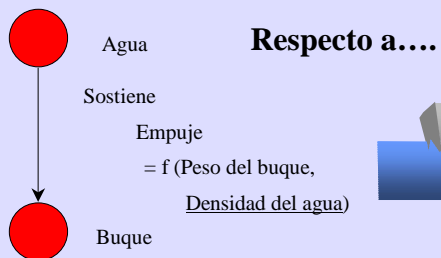 Agua
Respecto a….
Sostiene
Empuje
= f (Peso del buque,
Densidad del agua)
Buque